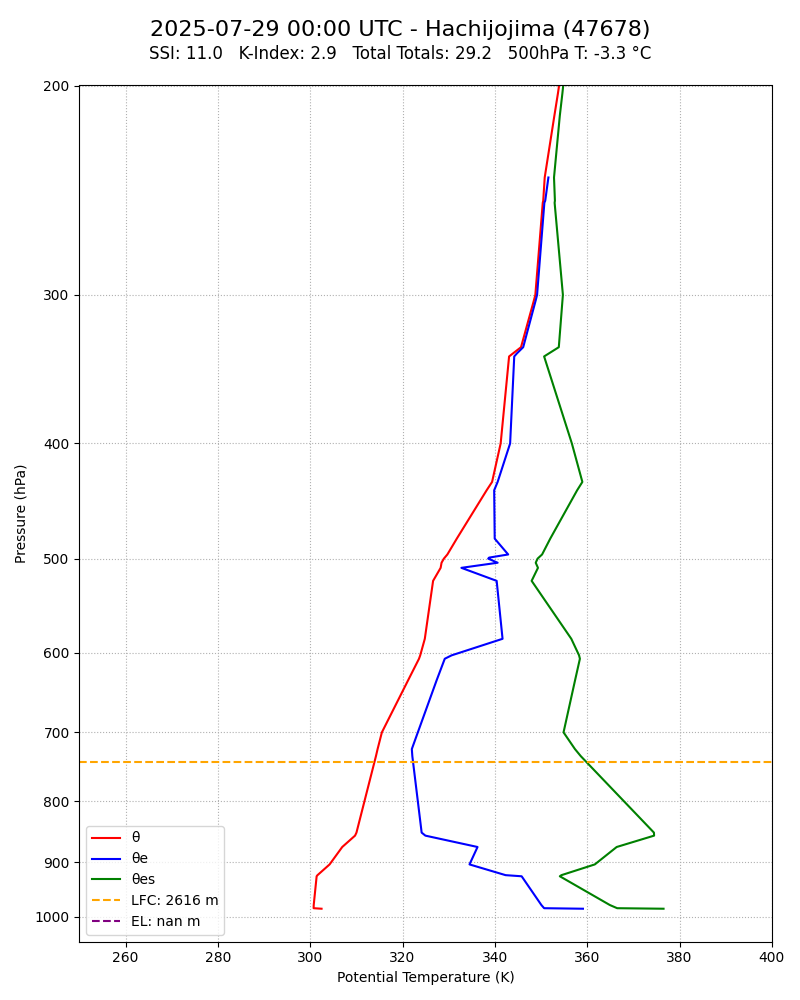 2025-07-29 00:00 UTC - Hachijojima (47678)
SSI: 11.0   K-Index: 2.9   Total Totals: 29.2   500hPa T: -3.3 °C
200
300
400
500
600
700
800
900
1000
Pressure (hPa)
θ
θe
θes
LFC: 2616 m
EL: nan m
260 280 300 320 340 360 380 400
Potential Temperature (K)